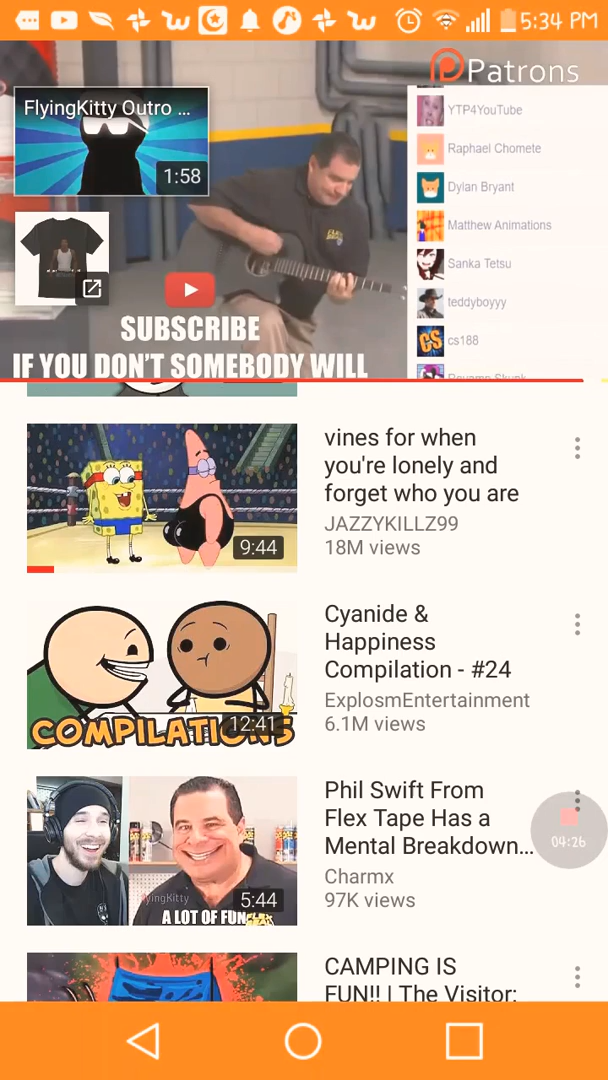 5:34 PM
Patrons
FlyingKitty Outro ...
1:58
YTP4YouTube
Raphael Chomete
Dylan Bryant
Matthew Animations
Sanka Tetsu
teddyboyyy
cs188
CS
SUBSCRIBE
IF YOU DON'T SOMEBODY WILL
vines for when
you're lonely and
forget who you are
JAZZYKILLZ99
18M views
9:44
Cyanide &
Happiness
Compilation - #24
ExplosmEntertainment
6.1M views
COMPILATIONS
12:41
Phil Swift From
Flex Tape Has a
Mental Breakdown...
Charmx
97K views
5:44
A LOT OF FUN
04:26
CAMPING IS
FUN!! | The Visitor: